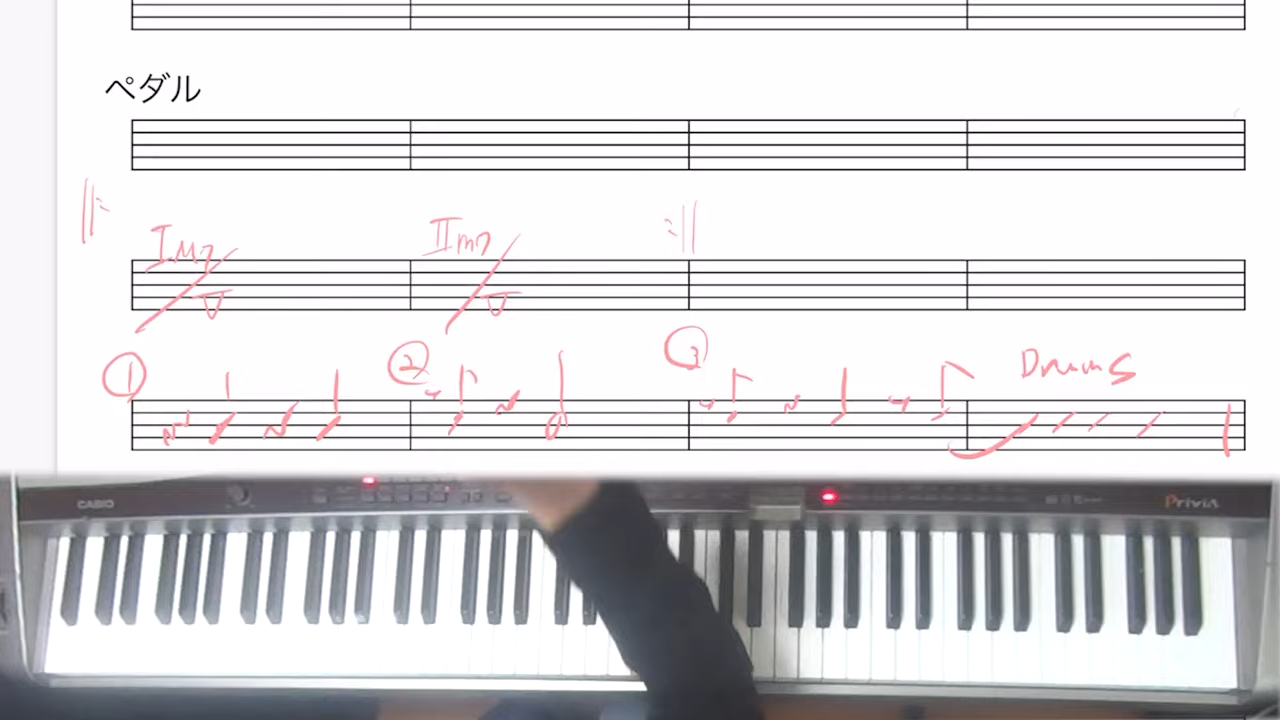 ペダル
IM7 IIm7
V V
① ② ③ Drums
CASIO Privia